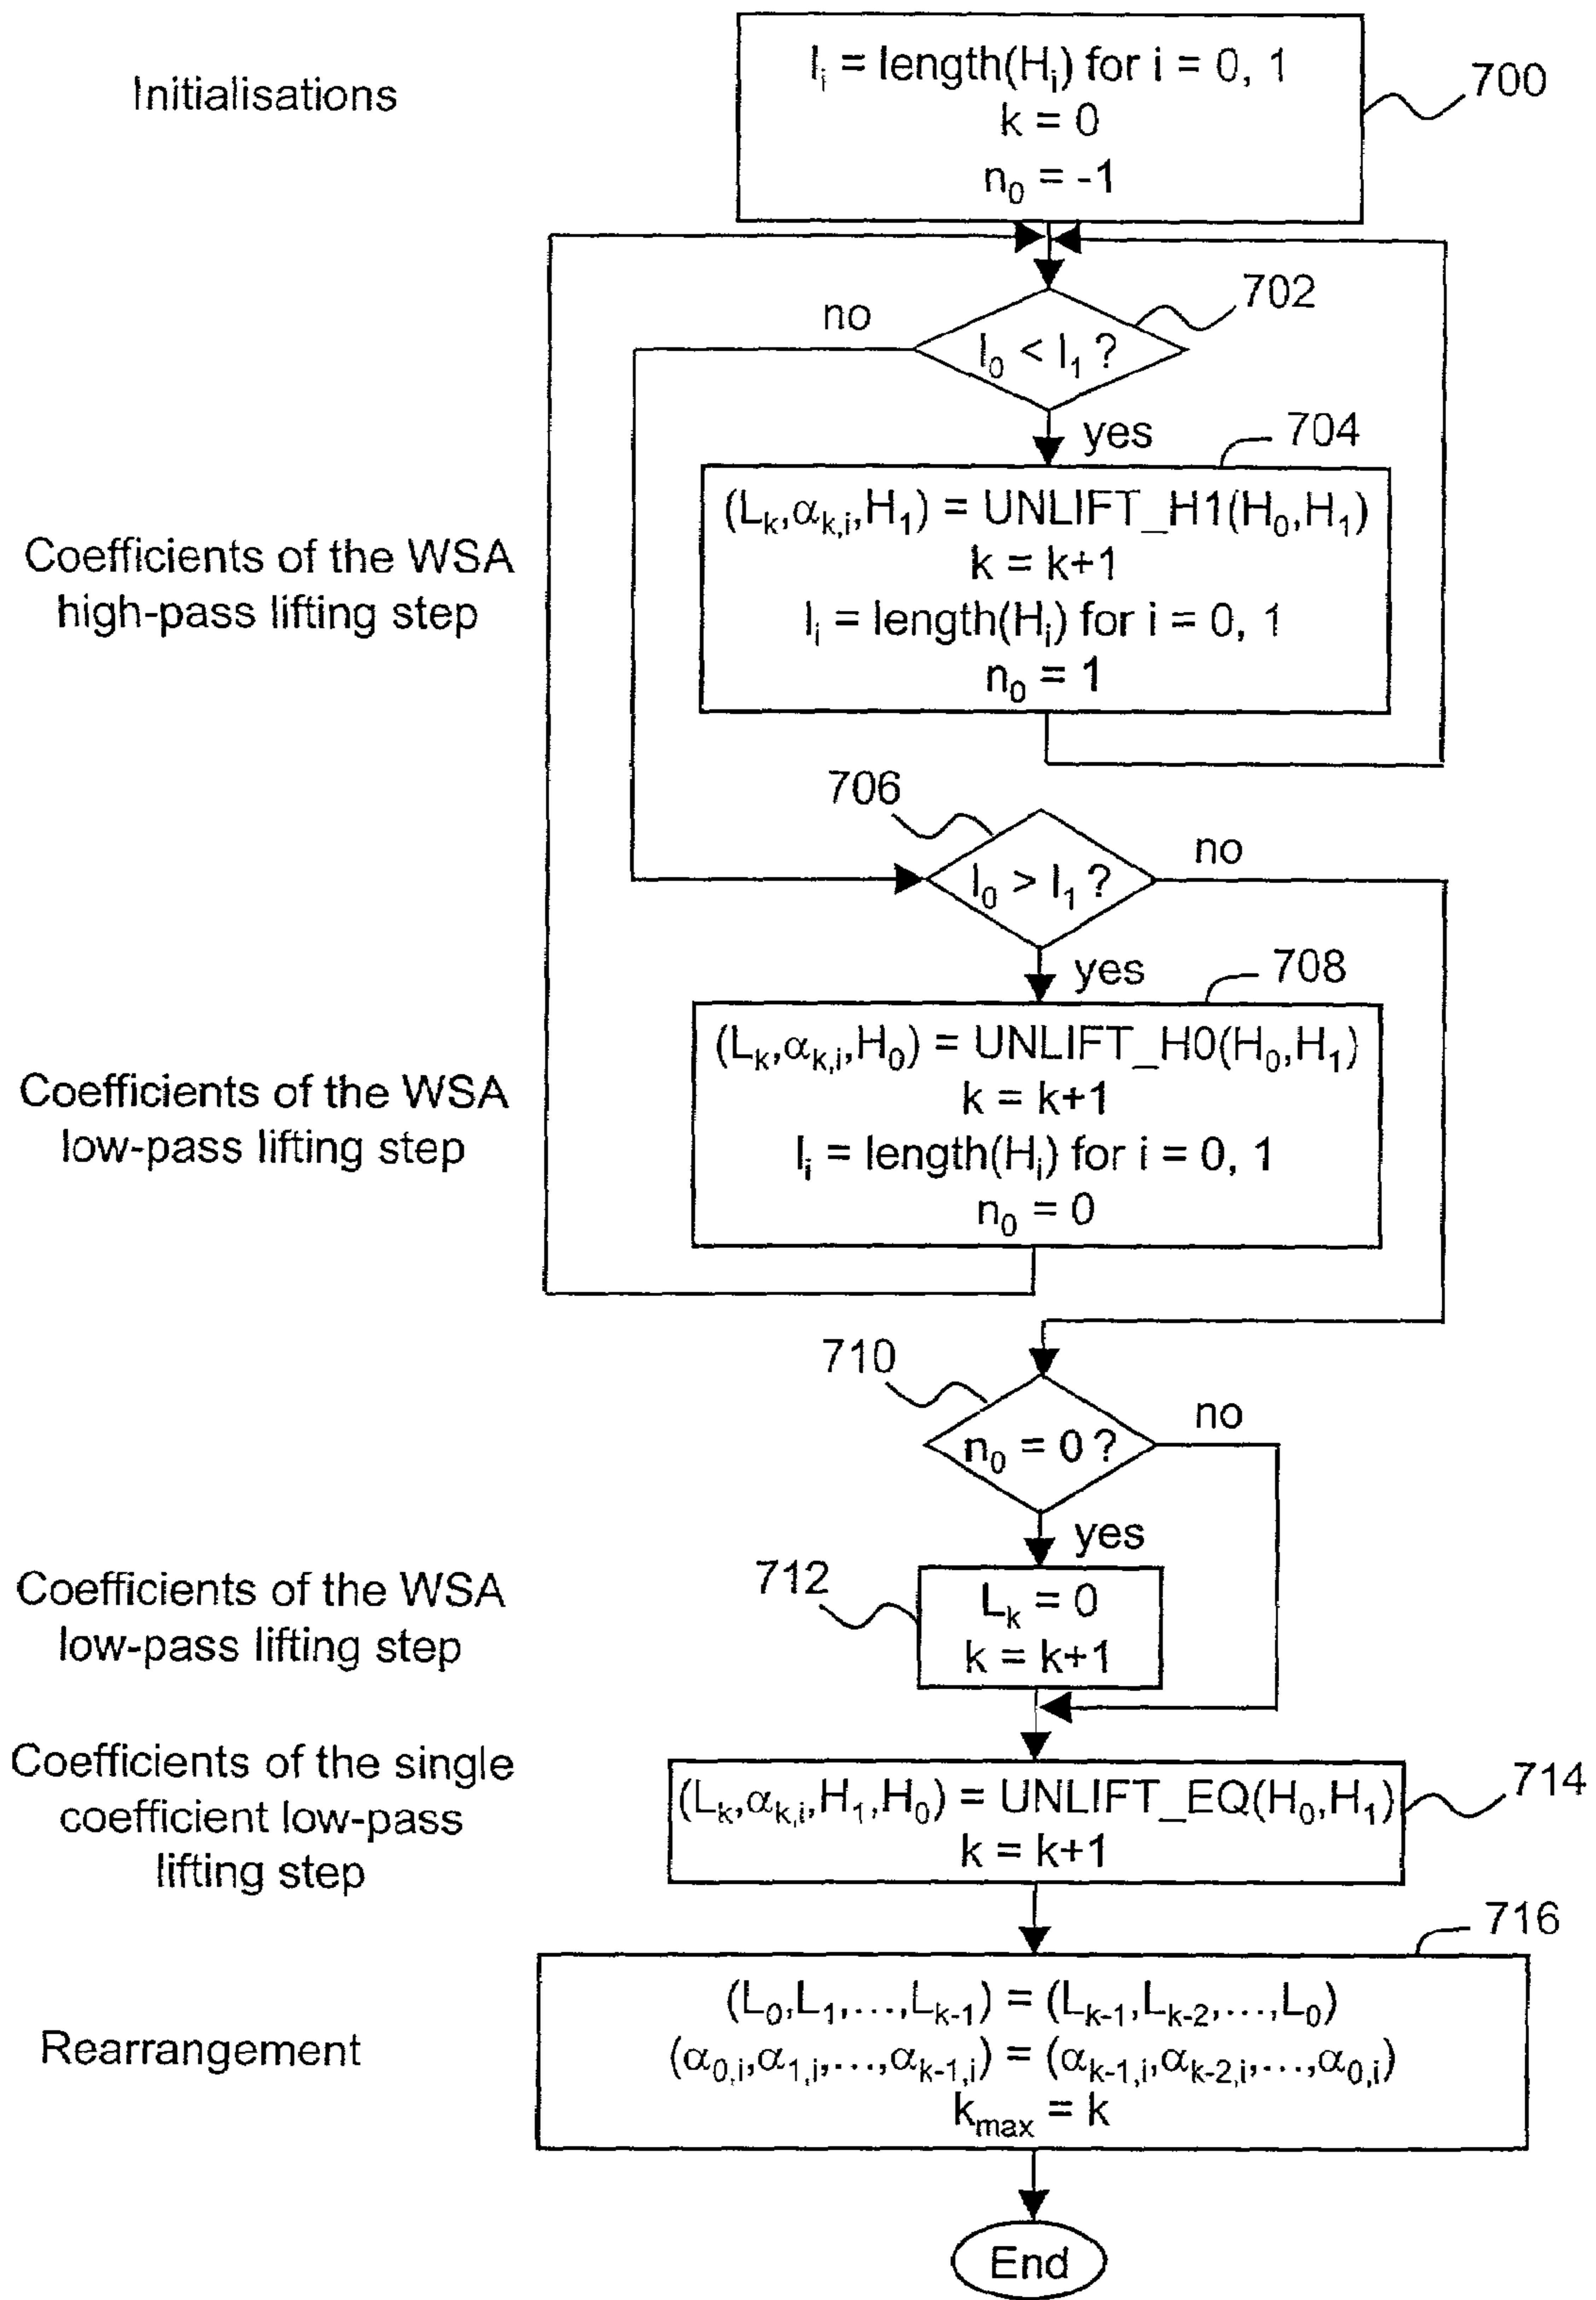 Initialisations
lᵢ = length(Hᵢ) for i = 0, 1
k = 0
n₀ = -1
700
702
no
l₀ < l₁ ?
yes
704
Coefficients of the WSA
high-pass lifting step
(Lₖ,αₖ,ᵢ,H₁) = UNLIFT_H1(H₀,H₁)
k = k+1
lᵢ = length(Hᵢ) for i = 0, 1
n₀ = 1
706
no
l₀ > l₁ ?
yes
708
Coefficients of the WSA
low-pass lifting step
(Lₖ,αₖ,ᵢ,H₀) = UNLIFT_H0(H₀,H₁)
k = k+1
lᵢ = length(Hᵢ) for i = 0, 1
n₀ = 0
710
no
n₀ = 0 ?
yes
Coefficients of the WSA
low-pass lifting step
712
Lₖ = 0
k = k+1
Coefficients of the single
coefficient low-pass
lifting step
(Lₖ,αₖ,ᵢ,H₁,H₀) = UNLIFT_EQ(H₀,H₁)
k = k+1
714
716
Rearrangement
(L₀,L₁,...,Lₖ₋₁) = (Lₖ₋₁,Lₖ₋₂,...,L₀)
(α₀,ᵢ,α₁,ᵢ,...,αₖ₋₁,ᵢ) = (αₖ₋₁,ᵢ,αₖ₋₂,ᵢ,...,α₀,ᵢ)
kₘₐₓ = k
End